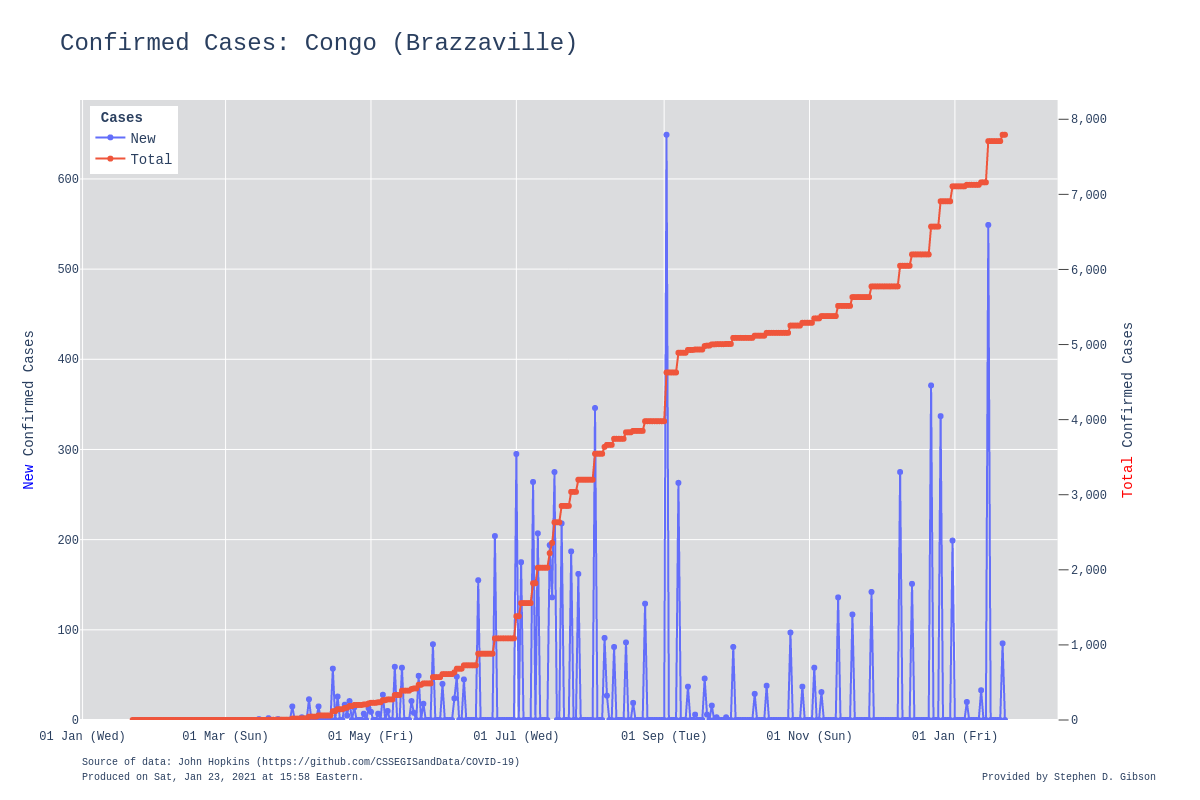 Confirmed Cases: Congo (Brazzaville)
Cases
New
Total
600
500
400
300
200
100
0
New Confirmed Cases
8,000
7,000
6,000
5,000
4,000
3,000
2,000
1,000
0
Total Confirmed Cases
01 Jan (Wed)
01 Mar (Sun)
01 May (Fri)
01 Jul (Wed)
01 Sep (Tue)
01 Nov (Sun)
01 Jan (Fri)
Source of data: John Hopkins (https://github.com/CSSEGISandData/COVID-19)
Produced on Sat, Jan 23, 2021 at 15:58 Eastern.
Provided by Stephen D. Gibson